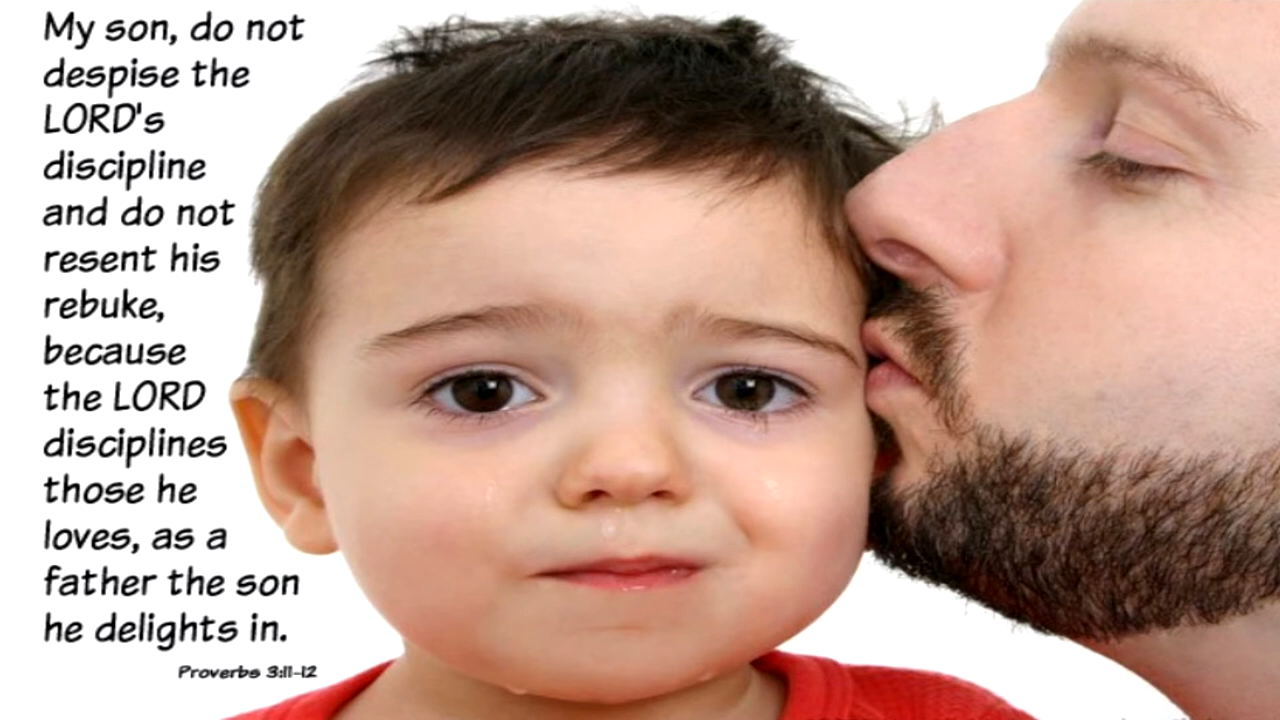 My son, do not
despise the
LORD's
discipline
and do not
resent his
rebuke,
because
the LORD
disciplines
those he
loves, as a
father the son
he delights in.
Proverbs 3:11-12